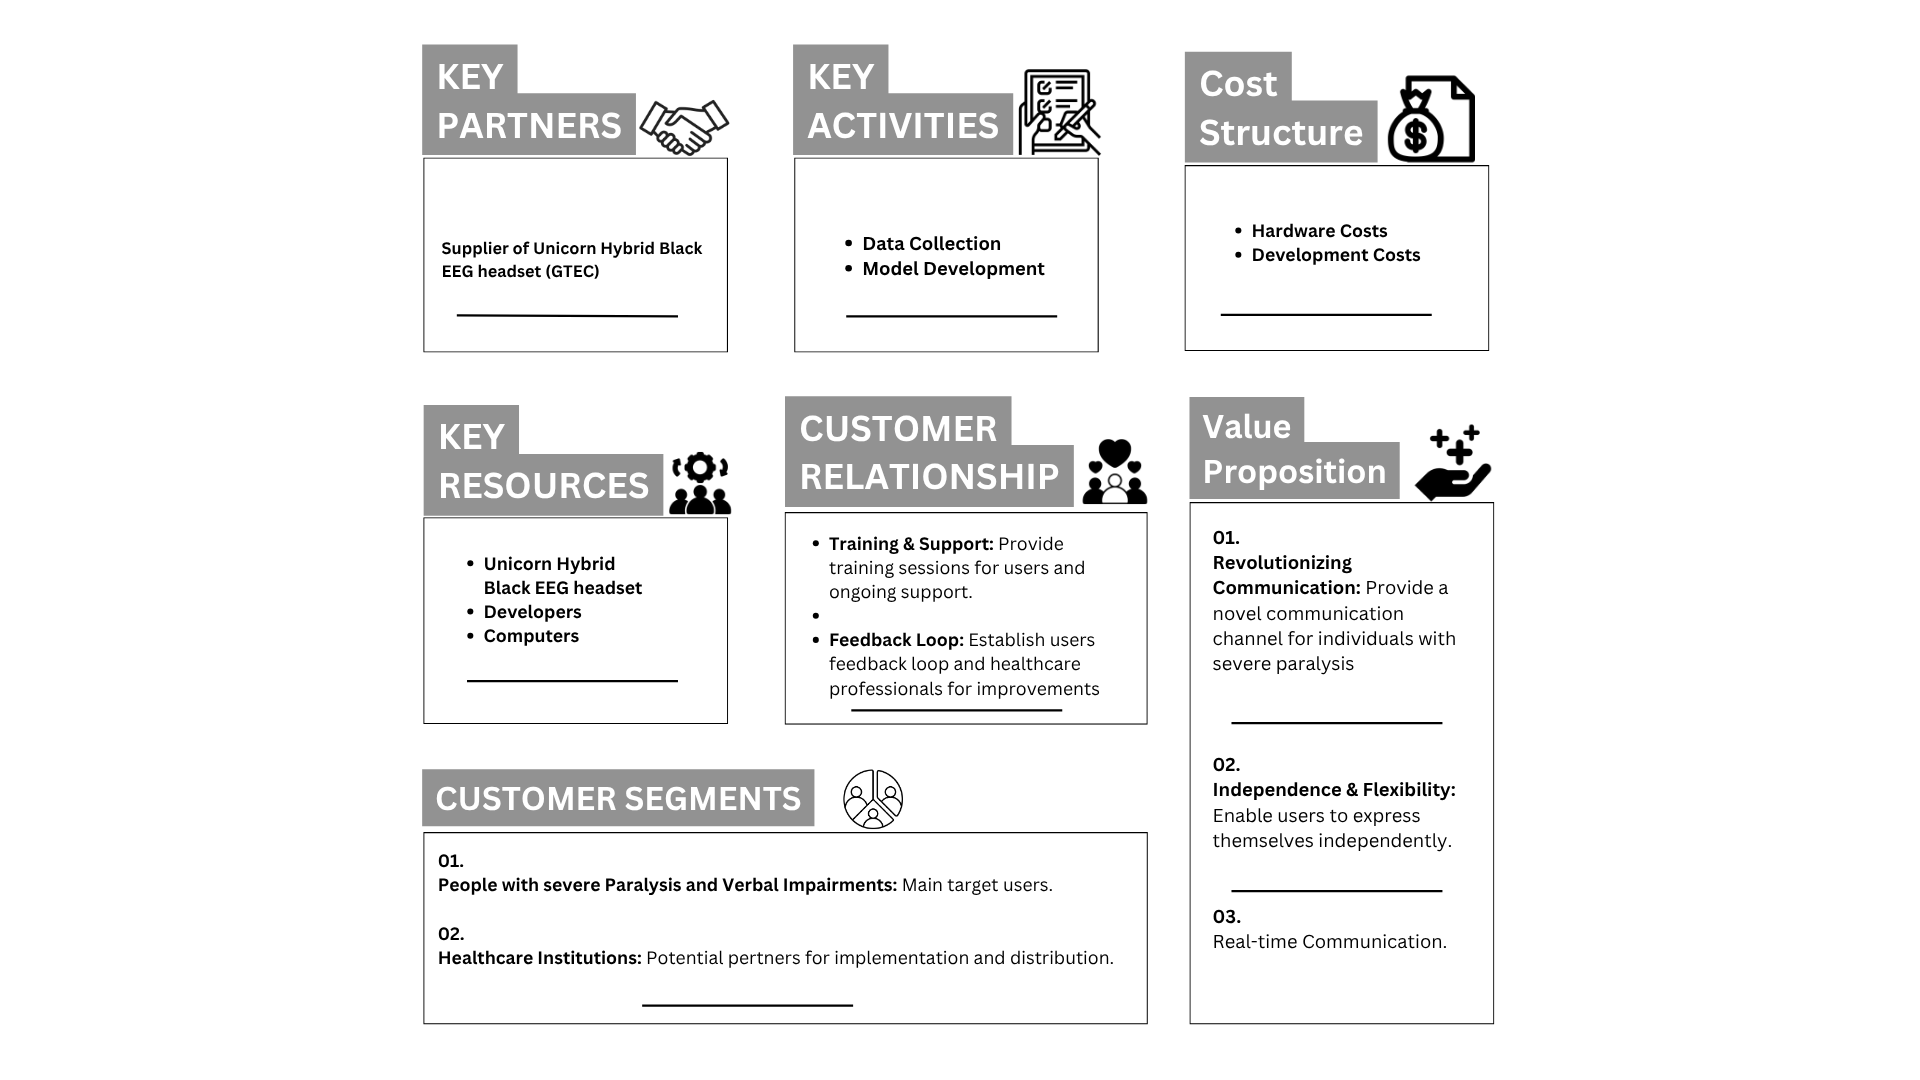 KEY
PARTNERS
Supplier of Unicorn Hybrid Black
EEG headset (GTEC)
KEY
ACTIVITIES
• Data Collection
• Model Development
Cost
Structure
$
• Hardware Costs
• Development Costs
KEY
RESOURCES
• Unicorn Hybrid
Black EEG headset
• Developers
• Computers
CUSTOMER
RELATIONSHIP
• Training & Support: Provide
training sessions for users and
ongoing support.
•
• Feedback Loop: Establish users
feedback loop and healthcare
professionals for improvements
Value
Proposition
01.
Revolutionizing
Communication: Provide a
novel communication
channel for individuals with
severe paralysis
02.
Independence & Flexibility:
Enable users to express
themselves independently.
03.
Real-time Communication.
CUSTOMER SEGMENTS
01.
People with severe Paralysis and Verbal Impairments: Main target users.
02.
Healthcare Institutions: Potential pertners for implementation and distribution.